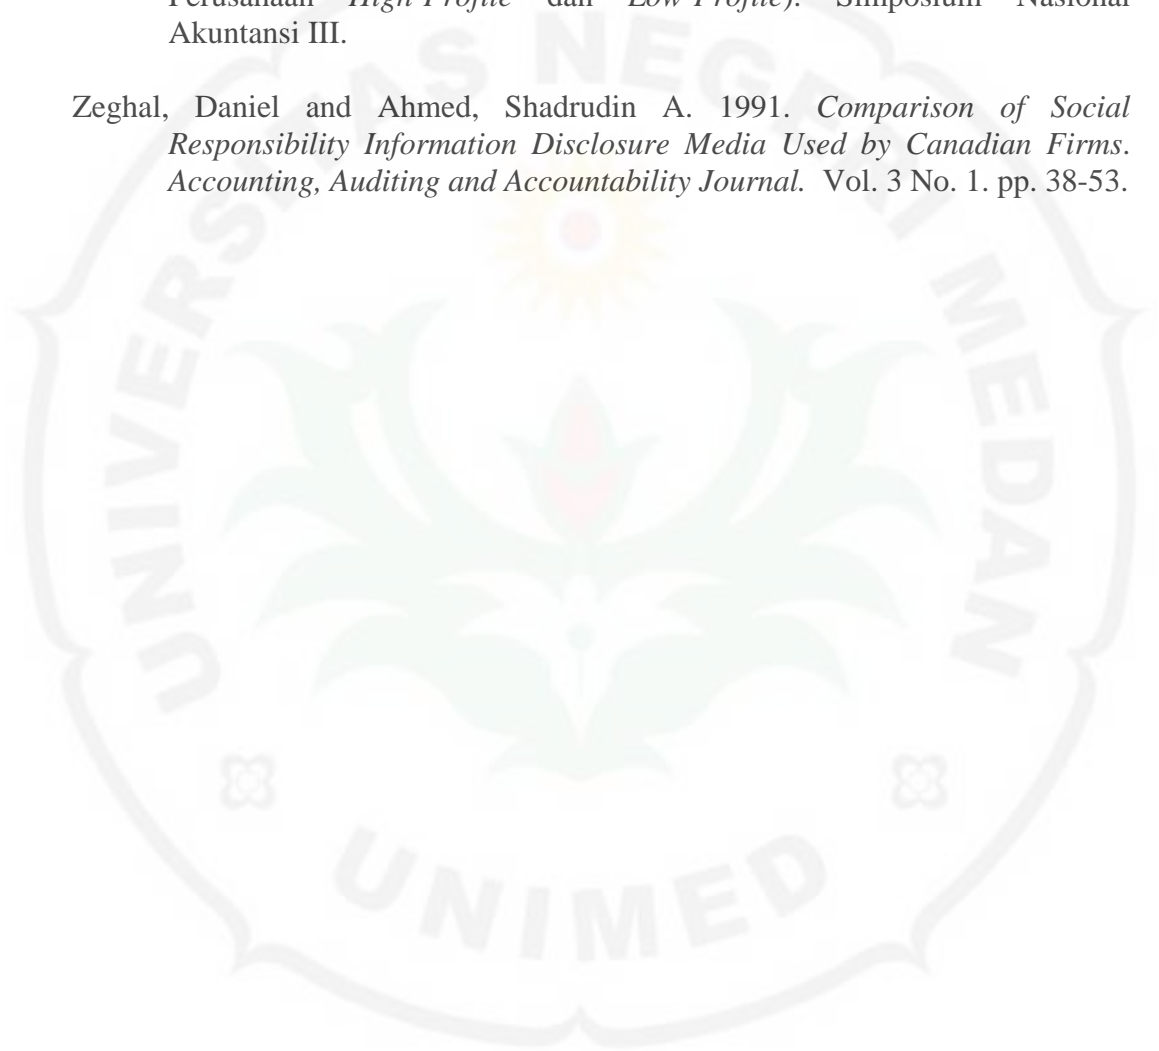 Perusahaan High-Profile dan Low-Profile). Simposium Nasional
Akuntansi III.
Zeghal, Daniel and Ahmed, Shadrudin A. 1991. Comparison of Social
Responsibility Information Disclosure Media Used by Canadian Firms.
Accounting, Auditing and Accountability Journal. Vol. 3 No. 1. pp. 38-53.
UNIVERSITAS NEGERI MEDAN
UNIMED